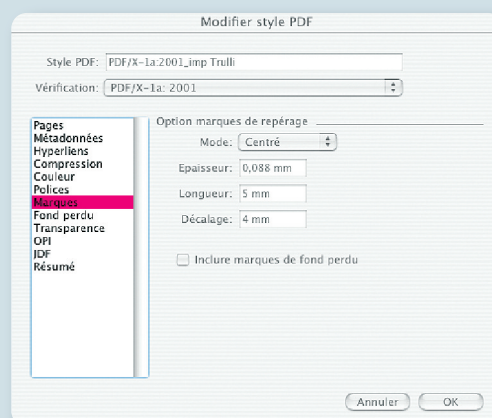 Modifier style PDF
Style PDF: PDF/X-1a:2001_imp Trulli
Vérification: PDF/X-1a: 2001
Pages
Métadonnées
Hyperliens
Compression
Couleur
Polices
Marques
Fond perdu
Transparence
OPI
JDF
Résumé
Option marques de repérage
Mode: Centré
Epaisseur: 0,088 mm
Longueur: 5 mm
Décalage: 4 mm
Inclure marques de fond perdu
Annuler OK